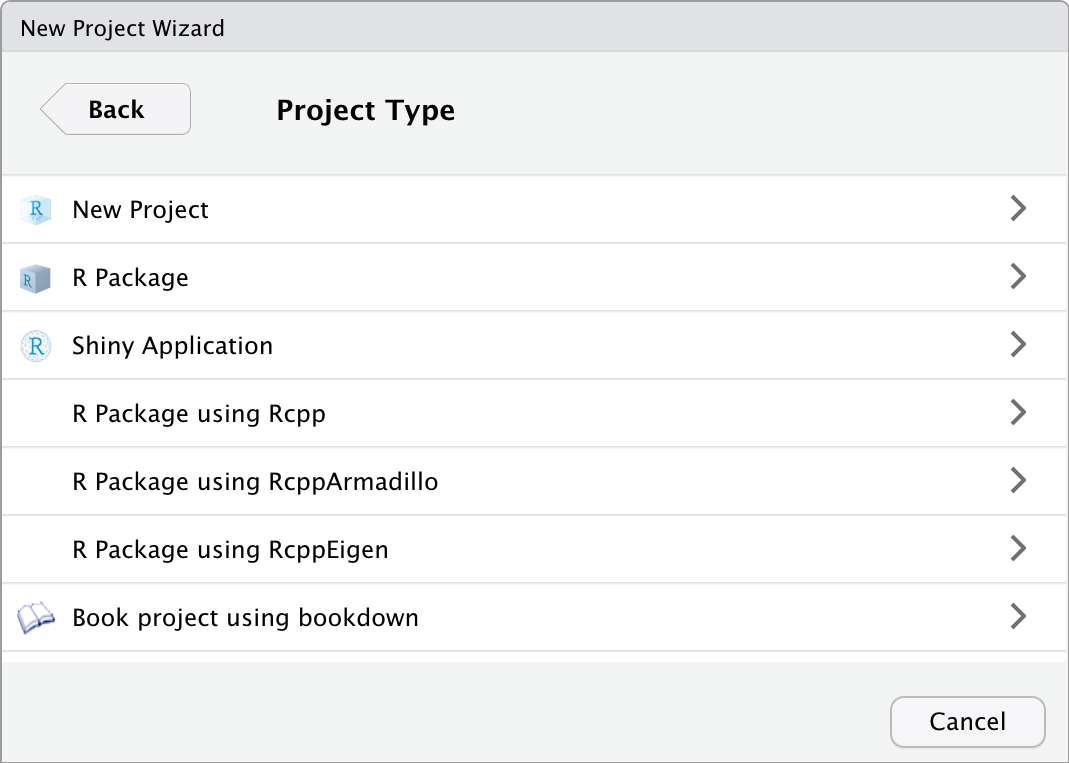 New Project Wizard
Back
Project Type
R New Project
R R Package
R Shiny Application
R Package using Rcpp
R Package using RcppArmadillo
R Package using RcppEigen
Book project using bookdown
Cancel